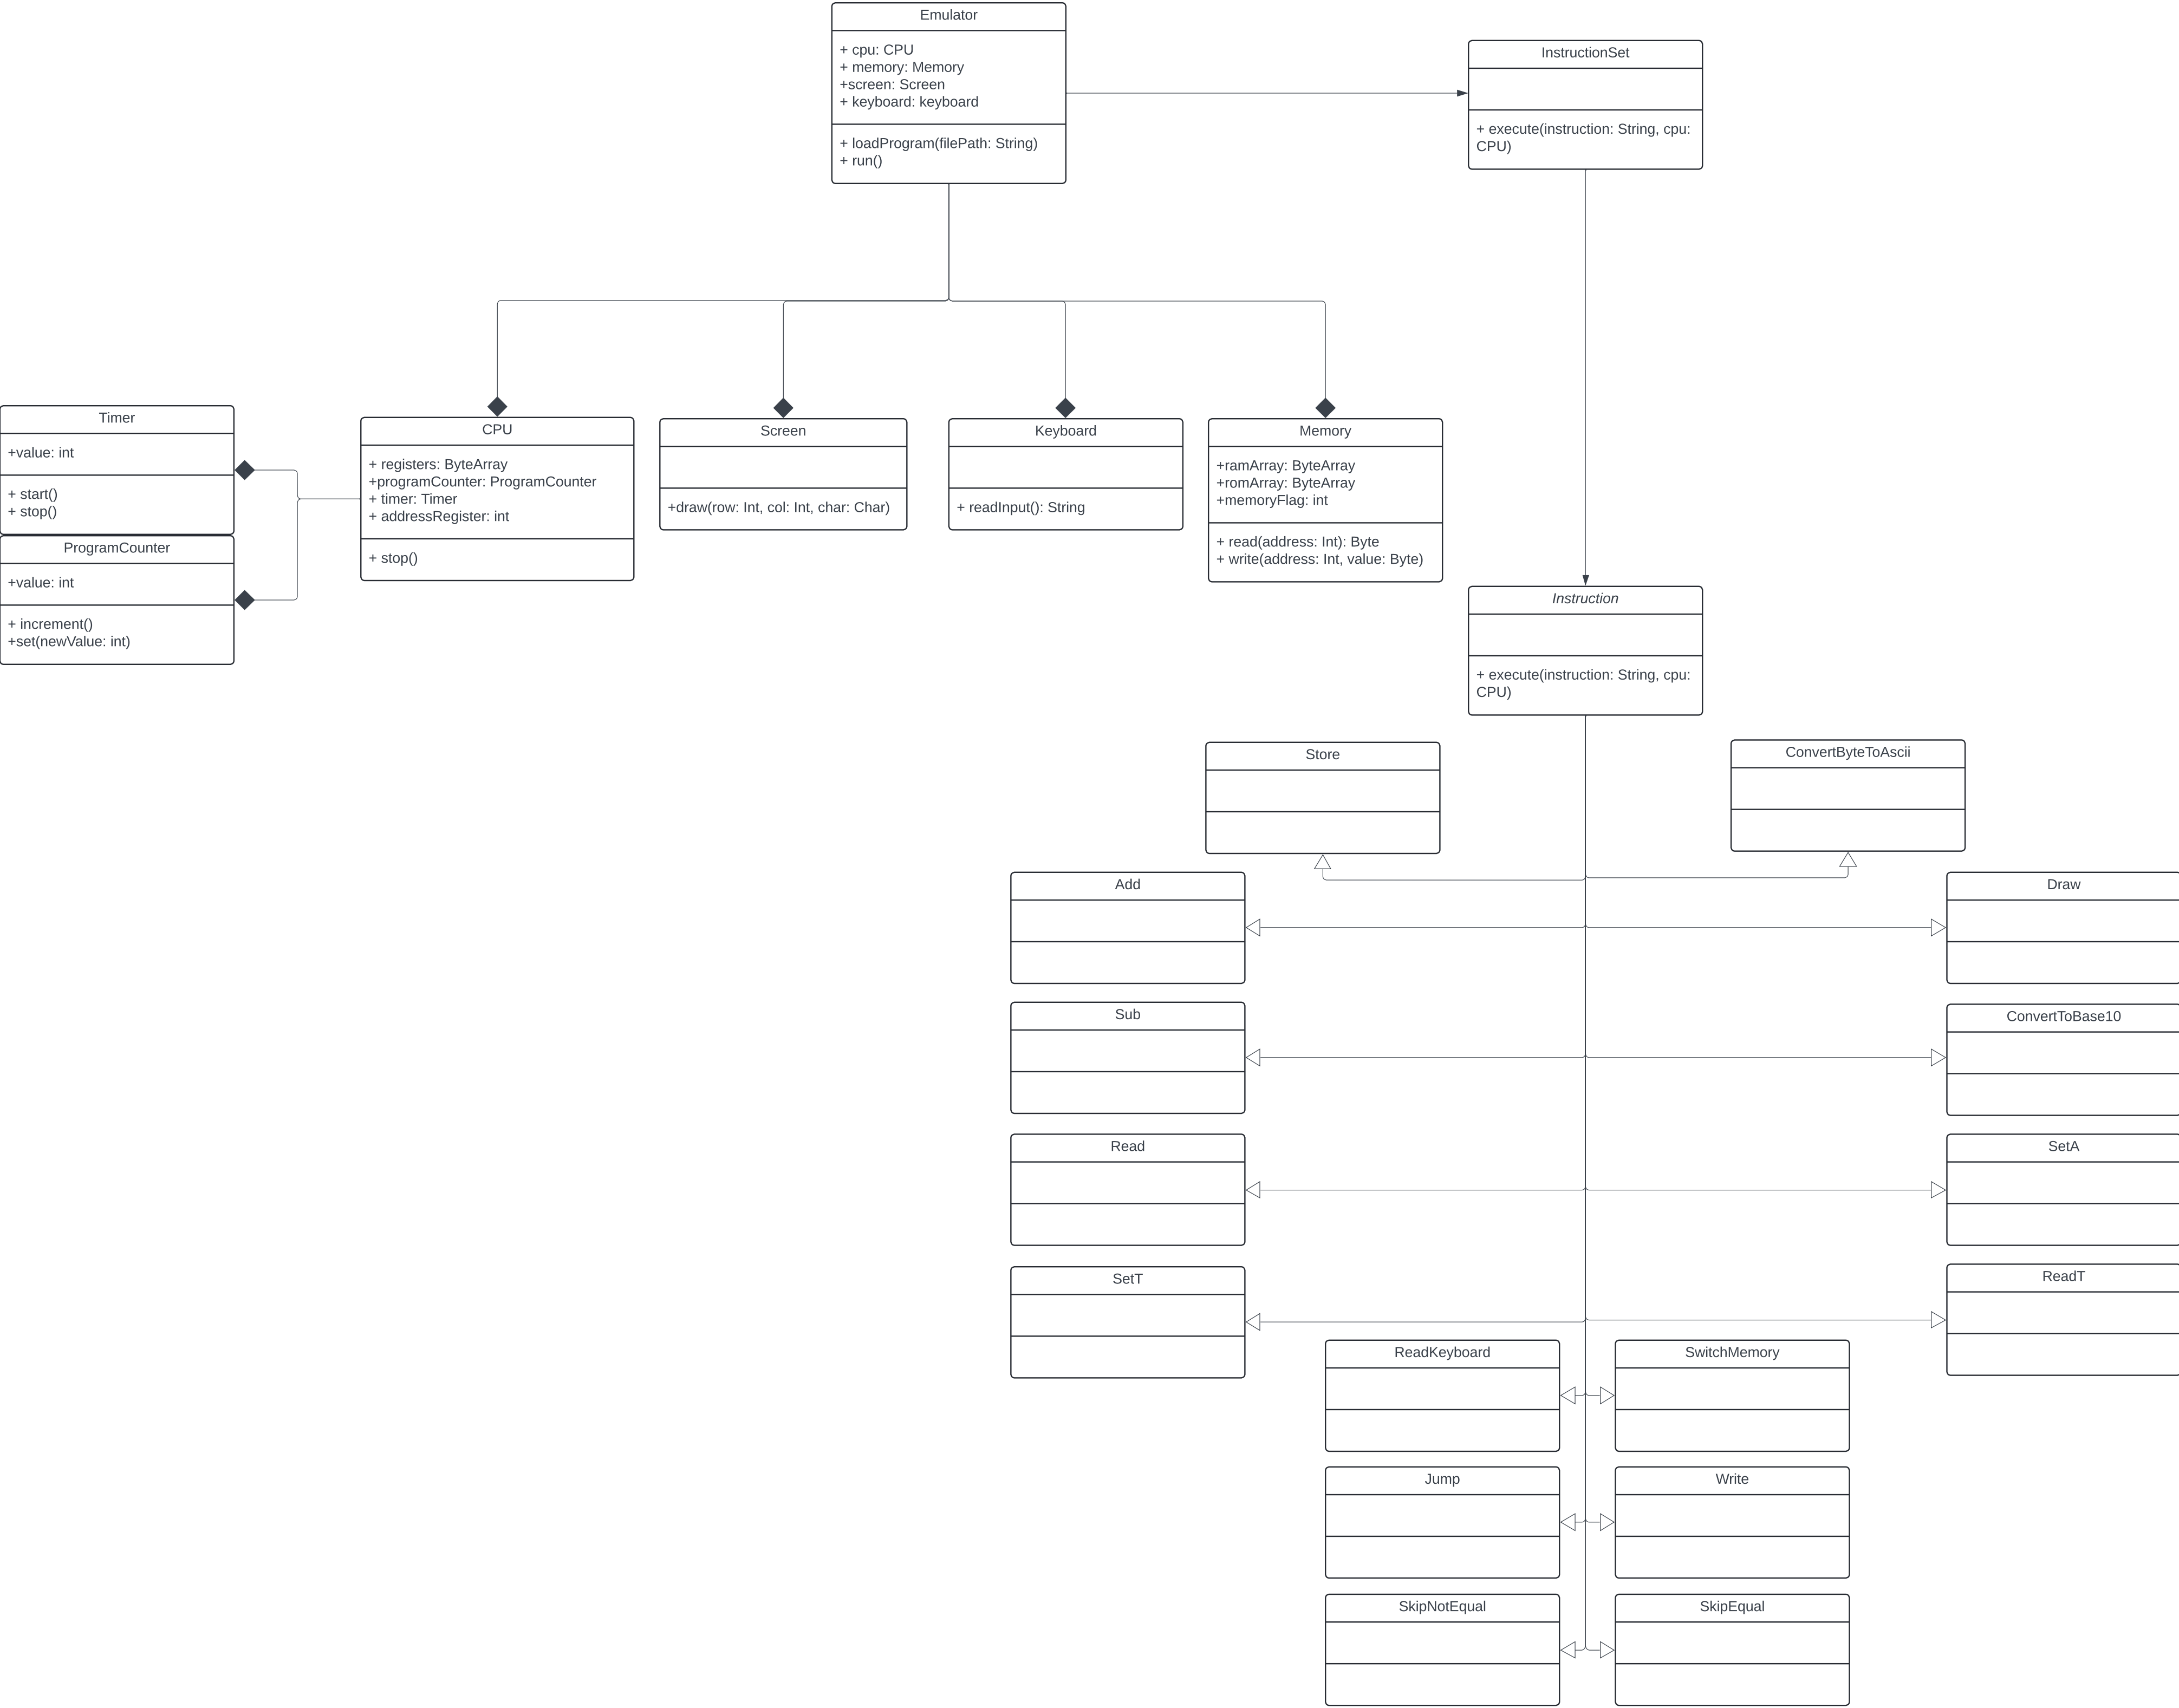 Emulator
+ cpu: CPU
+ memory: Memory
+screen: Screen
+ keyboard: keyboard
+ loadProgram(filePath: String)
+ run()
InstructionSet
+ execute(instruction: String, cpu:
CPU)
Timer
+value: int
+ start()
+ stop()
ProgramCounter
+value: int
+ increment()
+set(newValue: int)
CPU
+ registers: ByteArray
+programCounter: ProgramCounter
+ timer: Timer
+ addressRegister: int
+ stop()
Screen
+draw(row: Int, col: Int, char: Char)
Keyboard
+ readInput(): String
Memory
+ramArray: ByteArray
+romArray: ByteArray
+memoryFlag: int
+ read(address: Int): Byte
+ write(address: Int, value: Byte)
Instruction
+ execute(instruction: String, cpu:
CPU)
Store
ConvertByteToAscii
Add
Draw
Sub
ConvertToBase10
Read
SetA
SetT
ReadT
ReadKeyboard
SwitchMemory
Jump
Write
SkipNotEqual
SkipEqual